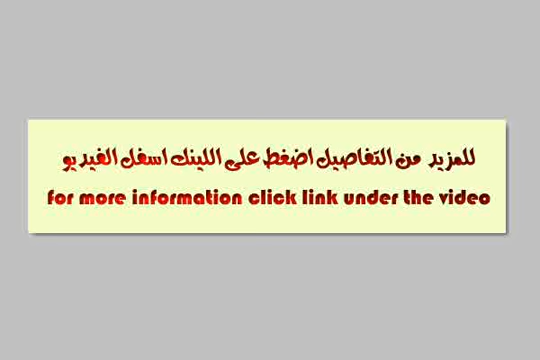 للمزيد من التفاصيل اضغط على اللينك اسفل الفيديو
for more information click link under the video